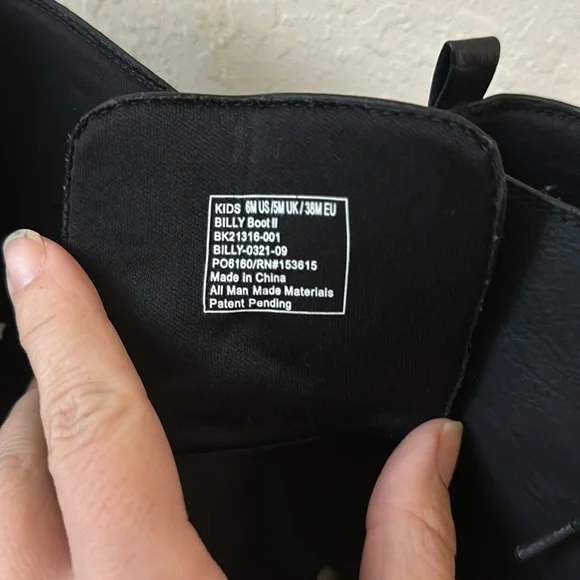 KIDS 6M US /5M UK / 38M EU
BILLY Boot II
BK21316-001
BILLY-0321-09
PO6160/RN#153615
Made in China
All Man Made Materials
Patent Pending